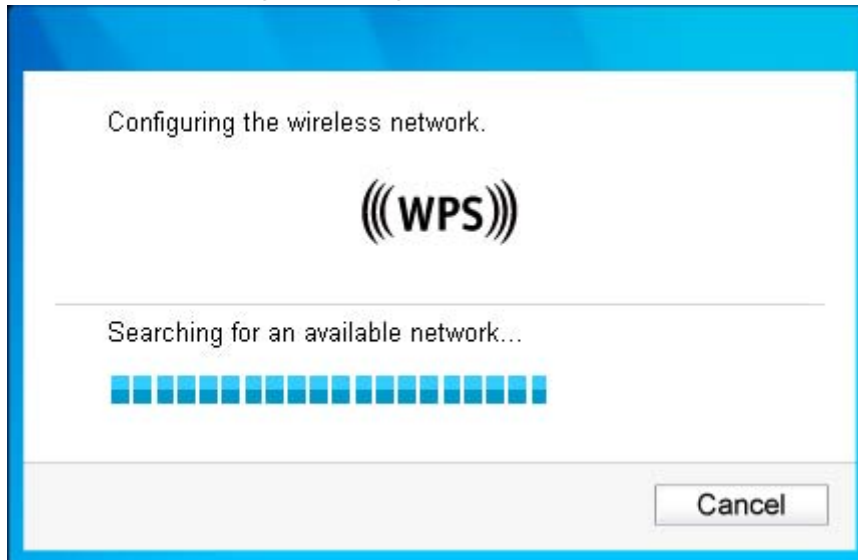 Configuring the wireless network.
WPS
Searching for an available network...
Cancel